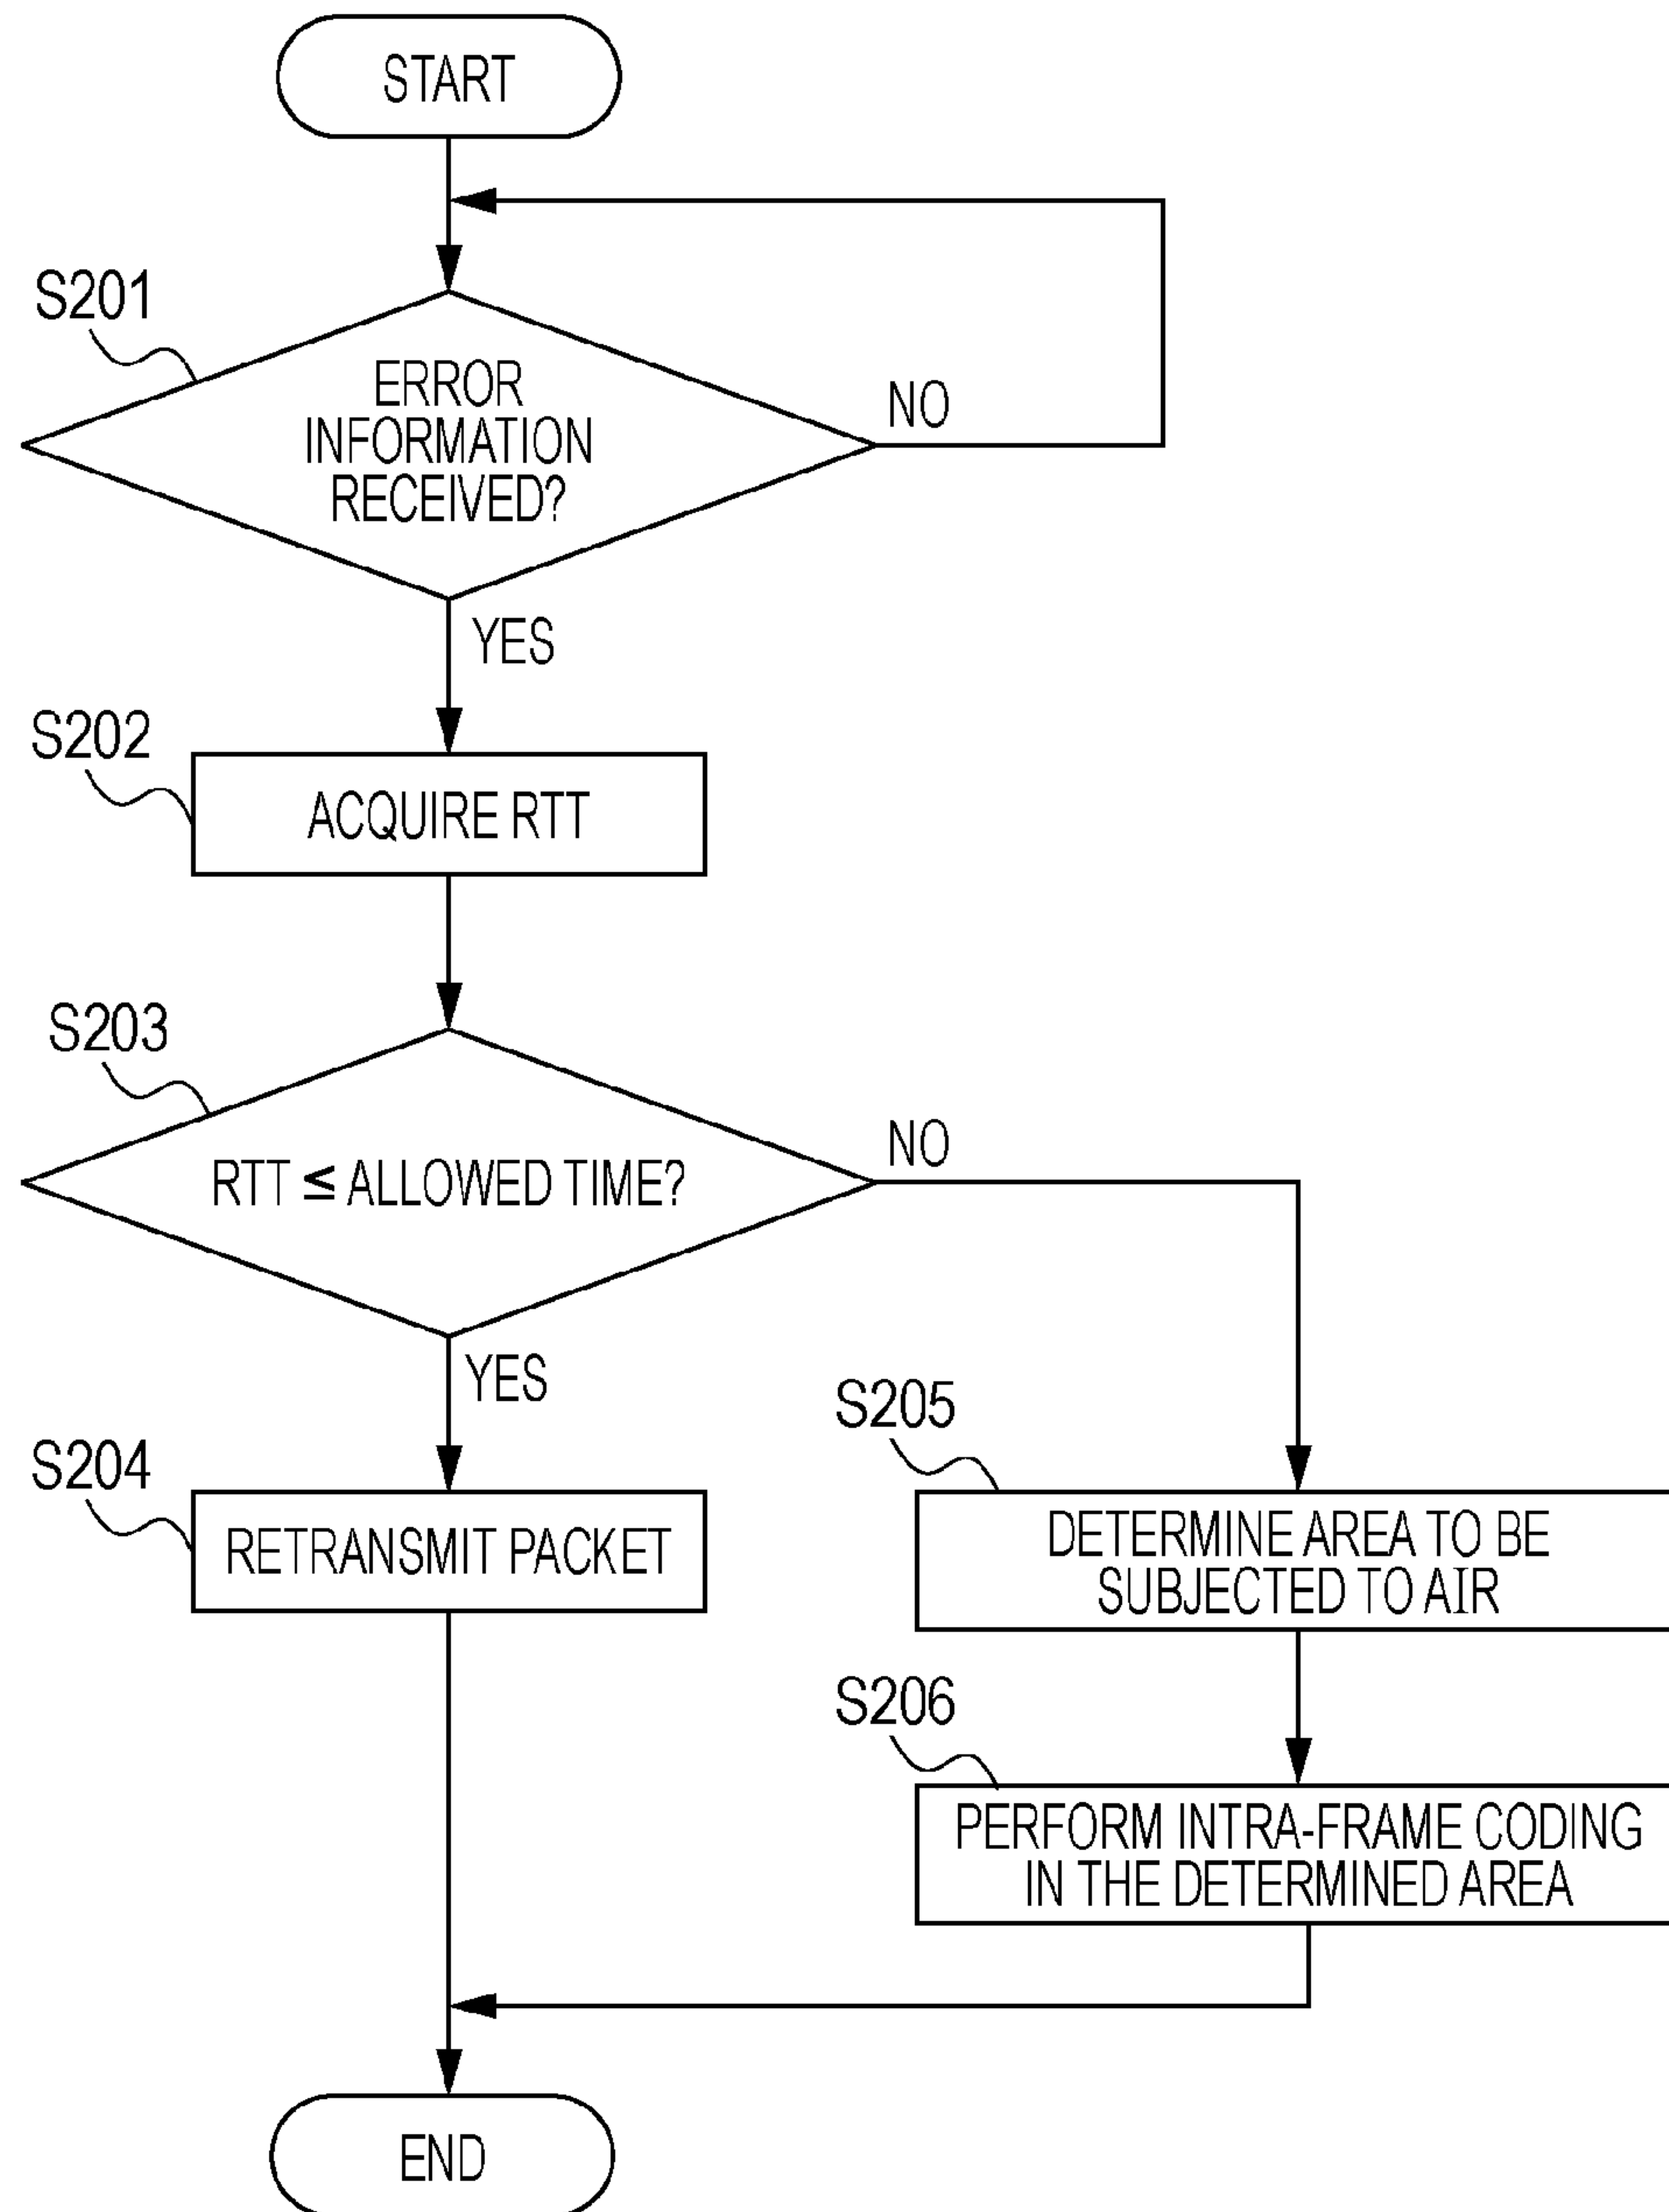 START
S201
ERROR
INFORMATION
RECEIVED?
NO
YES
S202
ACQUIRE RTT
S203
RTT ≦ ALLOWED TIME?
NO
YES
S204
RETRANSMIT PACKET
S205
DETERMINE AREA TO BE
SUBJECTED TO AIR
S206
PERFORM INTRA-FRAME CODING
IN THE DETERMINED AREA
END